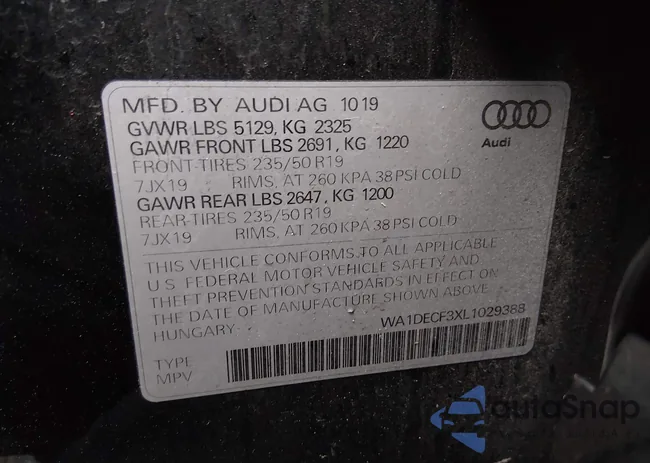 MFD. BY AUDI AG 1019
GVWR LBS 5129, KG 2325
GAWR FRONT LBS 2691, KG 1220
FRONT-TIRES 235/50 R19
7JX19 RIMS, AT 260 KPA 38 PSI COLD
GAWR REAR LBS 2647, KG 1200
REAR-TIRES 235/50 R19
7JX19 RIMS, AT 260 KPA 38 PSI COLD
Audi
THIS VEHICLE CONFORMS TO ALL APPLICABLE
U.S. FEDERAL MOTOR VEHICLE SAFETY AND
THEFT PREVENTION STANDARDS IN EFFECT ON
THE DATE OF MANUFACTURE SHOWN ABOVE.
HUNGARY
WA1DECF3XL1029388
TYPE
MPV
autoSnap